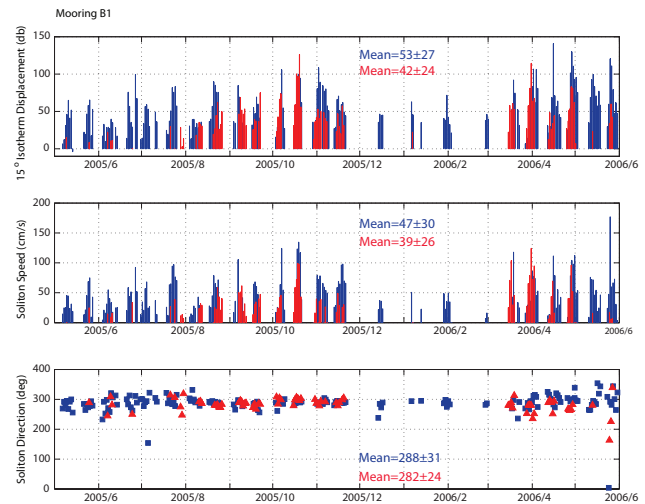 Mooring B1
15 o Isotherm Displacement (db)
150
100
50
0
Mean=53±27
Mean=42±24
2005/6 2005/8 2005/10 2005/12 2006/2 2006/4 2006/6
Soliton Speed (cm/s)
200
150
100
50
0
Mean=47±30
Mean=39±26
2005/6 2005/8 2005/10 2005/12 2006/2 2006/4 2006/6
Soliton Direction (deg)
400
300
200
100
0
Mean=288±31
Mean=282±24
2005/6 2005/8 2005/10 2005/12 2006/2 2006/4 2006/6